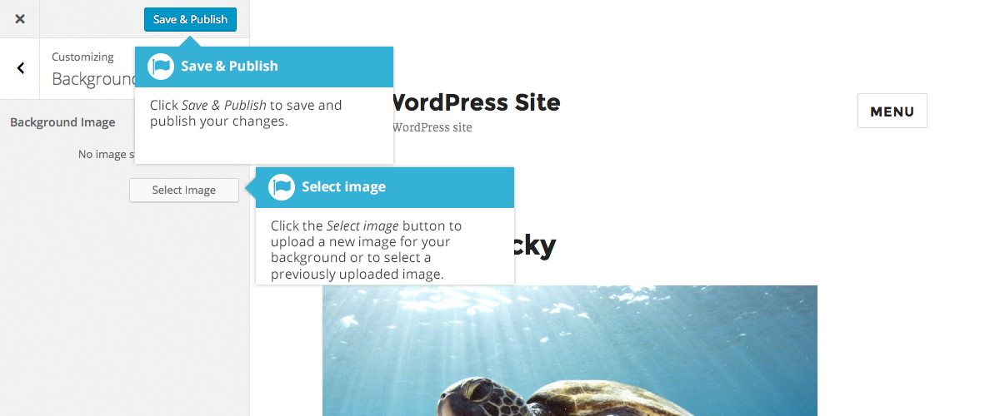 Save & Publish
Customizing
Background
Save & Publish
Click Save & Publish to save and
publish your changes.
WordPress Site
WordPress site
MENU
Background Image
No image s
Select Image
Select image
Click the Select image button to
upload a new image for your
background or to select a
previously uploaded image.
cky